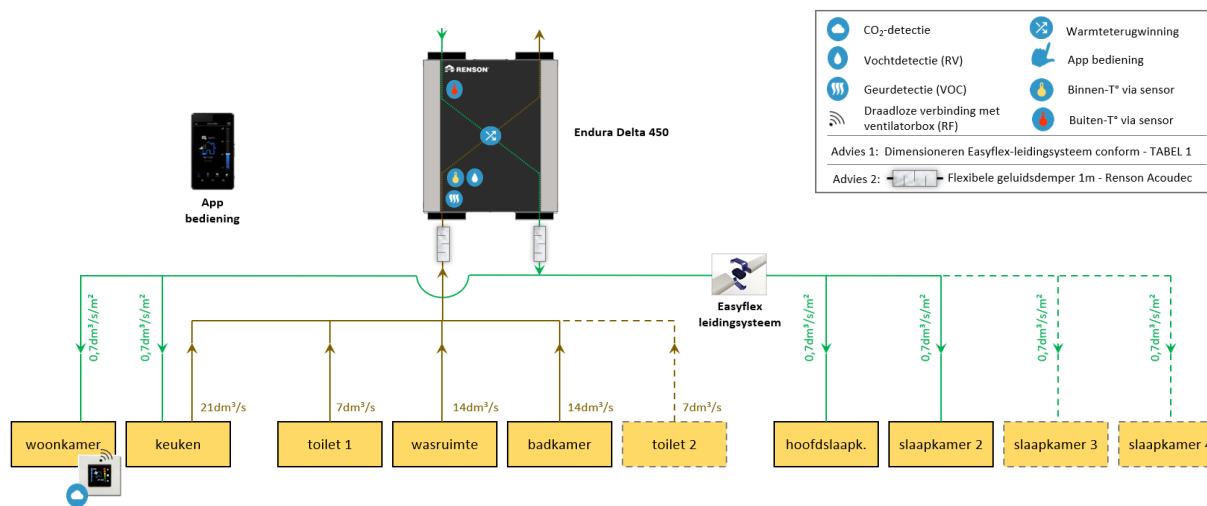 RENSON
Endura Delta 450
App
bediening
CO₂-detectie
Vochtdetectie (RV)
Geurdetectie (VOC)
Draadloze verbinding met
ventilatorbox (RF)
Warmteterugwinning
App bediening
Binnen-T° via sensor
Buiten-T° via sensor
Advies 1: Dimensioneren Easyflex-leidingsysteem conform - TABEL 1
Advies 2: Flexibele geluidsdemper 1m - Renson Acoudec
Easyflex
leidingsysteem
0,7dm³/s/m²
0,7dm³/s/m²
21dm³/s
7dm³/s
14dm³/s
14dm³/s
7dm³/s
0,7dm³/s/m²
0,7dm³/s/m²
0,7dm³/s/m²
0,7dm³/s/m²
woonkamer
keuken
toilet 1
wasruimte
badkamer
toilet 2
hoofdslaapk.
slaapkamer 2
slaapkamer 3
slaapkamer 4